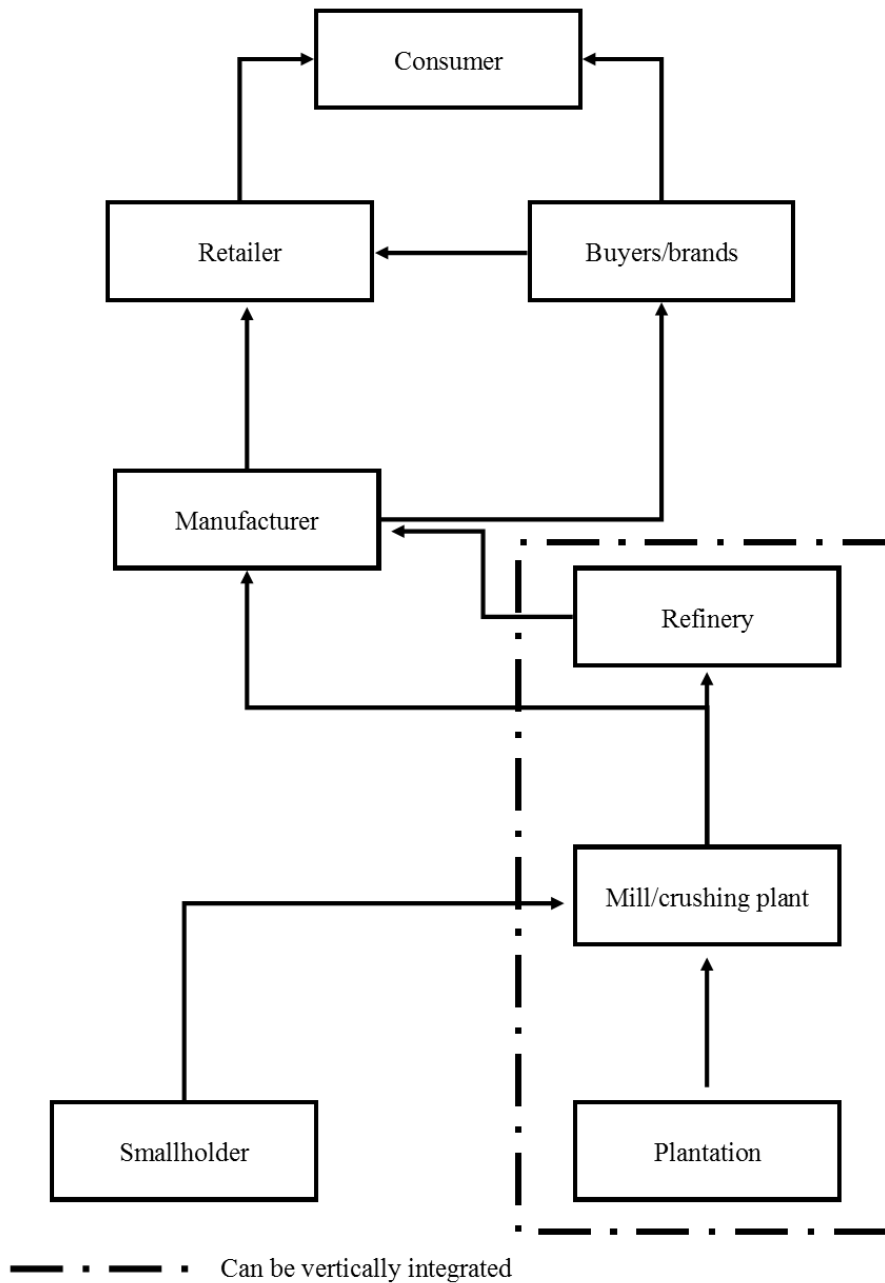 Consumer
Retailer
Buyers/brands
Manufacturer
Refinery
Mill/crushing plant
Smallholder
Plantation
Can be vertically integrated